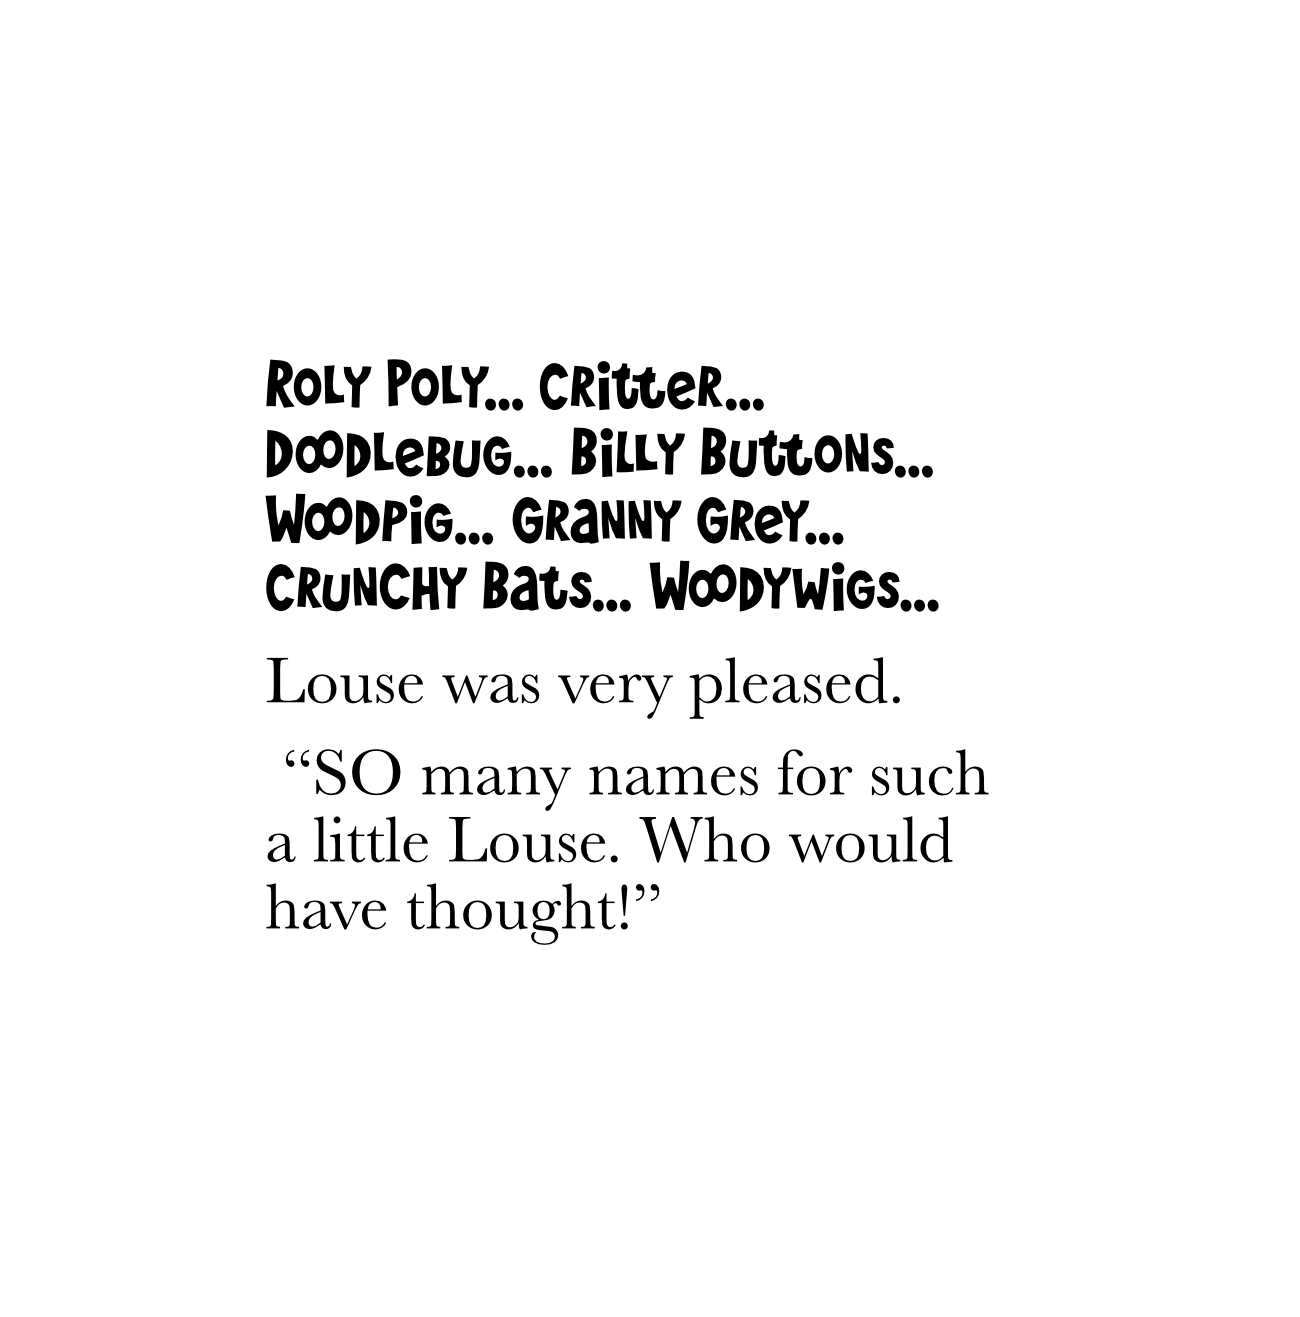 Roly Poly... Critter...
Doodlebug... Billy Buttons...
Woodpig... Granny Grey...
Crunchy Bats... Woodywigs...
Louse was very pleased.
“SO many names for such
a little Louse. Who would
have thought!”